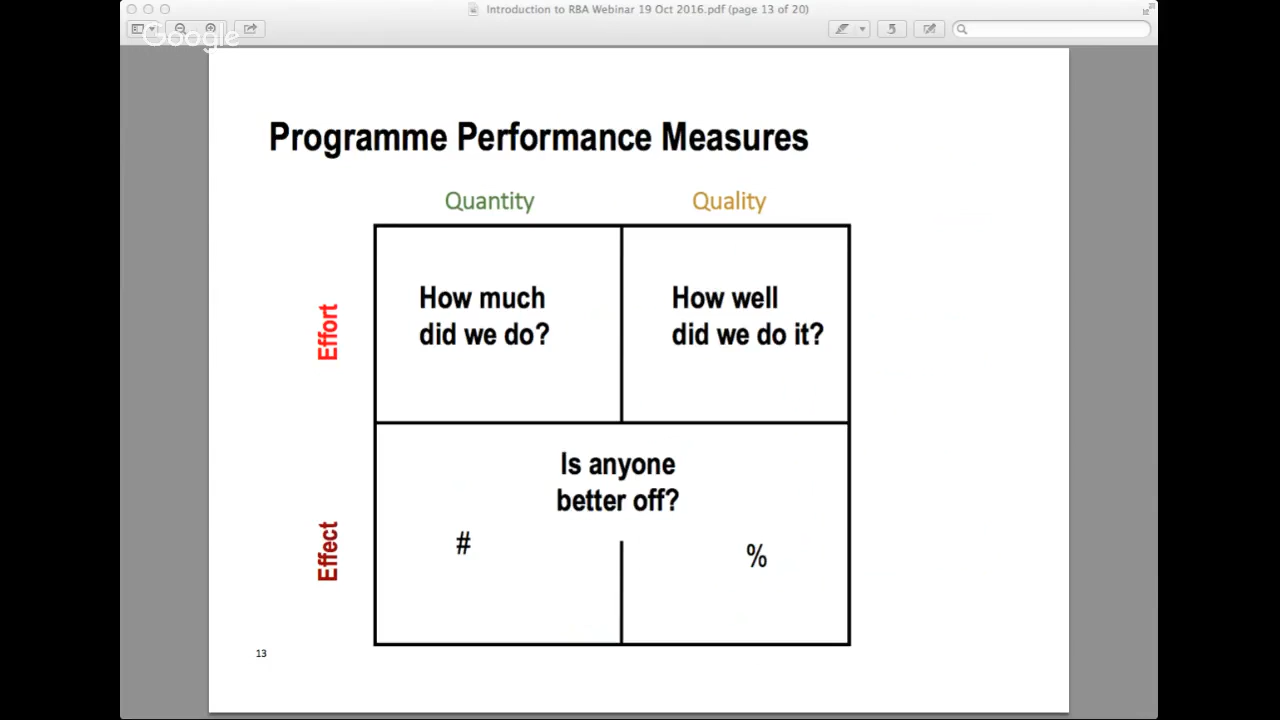 Introduction to RBA Webinar 19 Oct 2016.pdf (page 13 of 20)
Google
Programme Performance Measures
Quantity
Quality
Effort
How much
did we do?
How well
did we do it?
Effect
Is anyone
better off?
#
%
13